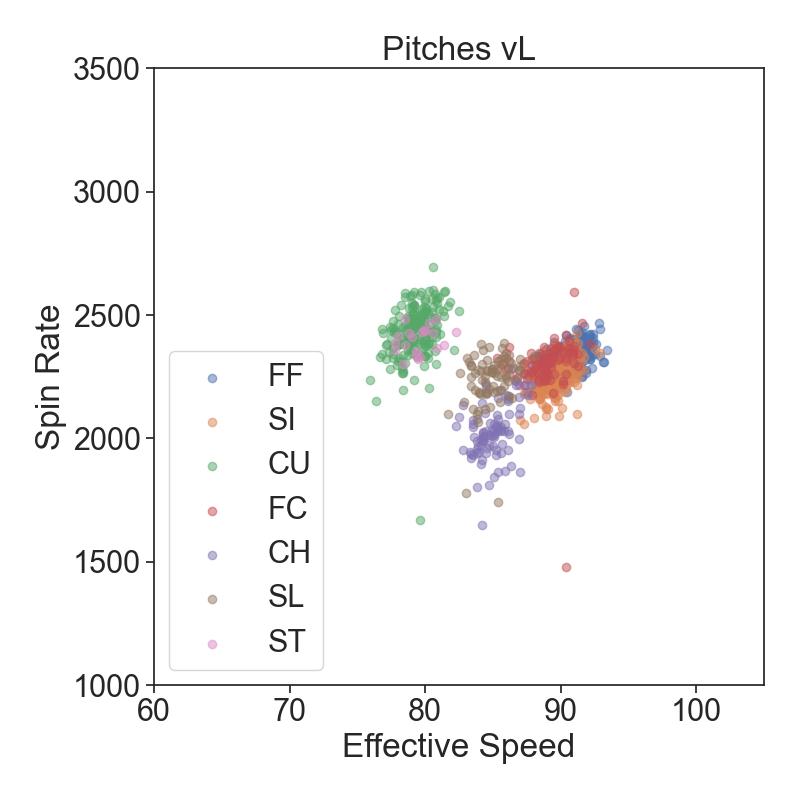 Pitches vL
3500
3000
2500
2000
1500
1000
Spin Rate
FF
SI
CU
FC
CH
SL
ST
60 70 80 90 100
Effective Speed